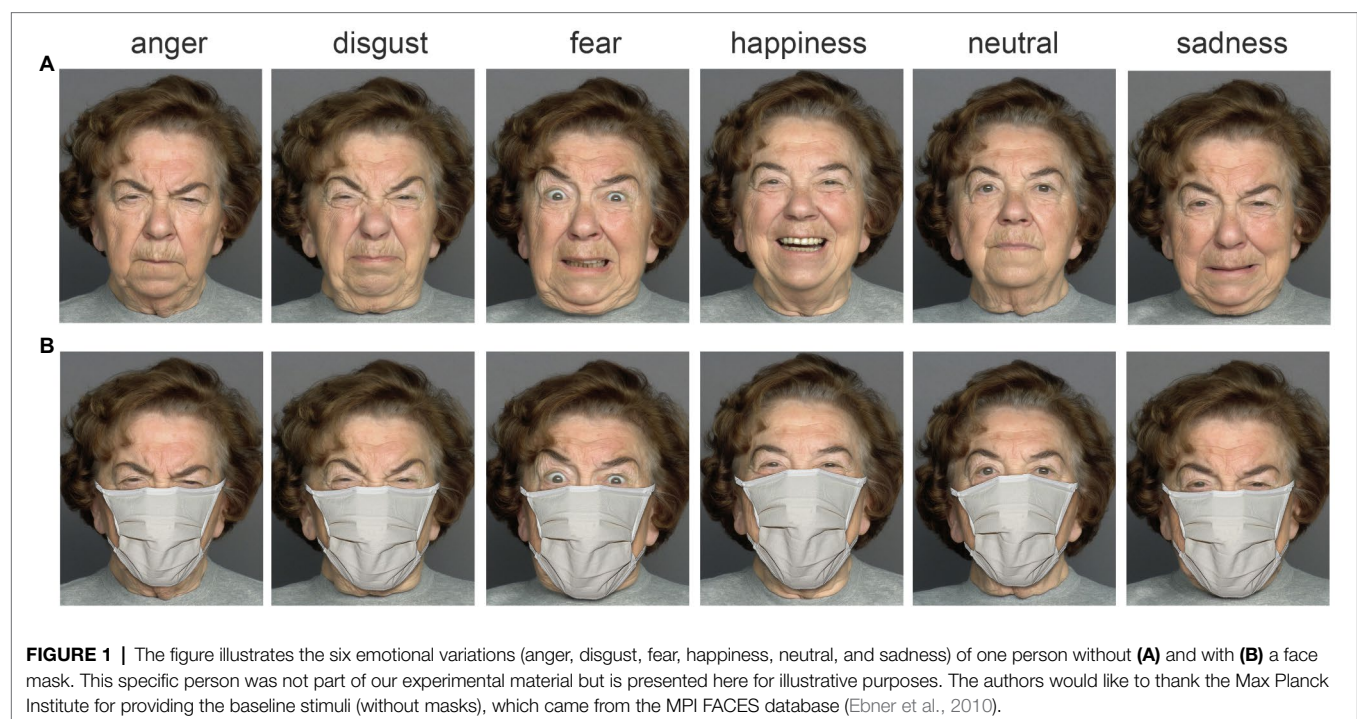 anger disgust fear happiness neutral sadness
A
B
FIGURE 1 | The figure illustrates the six emotional variations (anger, disgust, fear, happiness, neutral, and sadness) of one person without (A) and with (B) a face
mask. This specific person was not part of our experimental material but is presented here for illustrative purposes. The authors would like to thank the Max Planck
Institute for providing the baseline stimuli (without masks), which came from the MPI FACES database (Ebner et al., 2010).